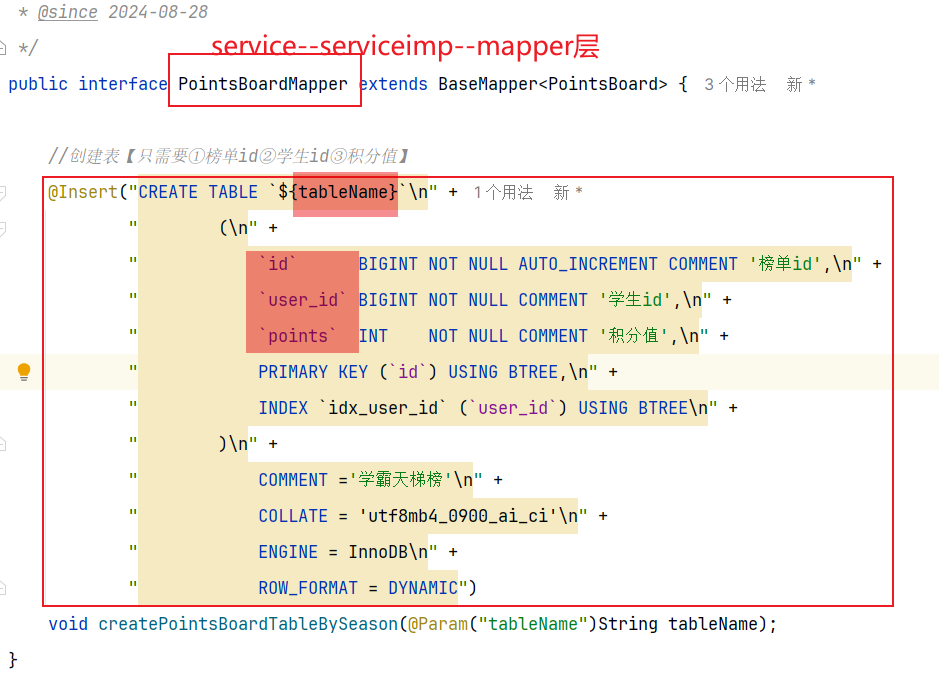 * @since 2024-08-28
*/
service--serviceimp--mapper层
public interface PointsBoardMapper extends BaseMapper<PointsBoard> { 3 个用法 新 *
//创建表【只需要①榜单id②学生id③积分值】
@Insert("CREATE TABLE `${tableName}`\n" + 1 个用法 新 *
"        (\n" +
"            `id`      BIGINT NOT NULL AUTO_INCREMENT COMMENT '榜单id',\n" +
"            `user_id` BIGINT NOT NULL COMMENT '学生id',\n" +
"            `points`  INT    NOT NULL COMMENT '积分值',\n" +
"            PRIMARY KEY (`id`) USING BTREE,\n" +
"            INDEX `idx_user_id` (`user_id`) USING BTREE\n" +
"        )\n" +
"            COMMENT ='学霸天梯榜'\n" +
"            COLLATE = 'utf8mb4_0900_ai_ci'\n" +
"            ENGINE = InnoDB\n" +
"            ROW_FORMAT = DYNAMIC")
void createPointsBoardTableBySeason(@Param("tableName")String tableName);
}